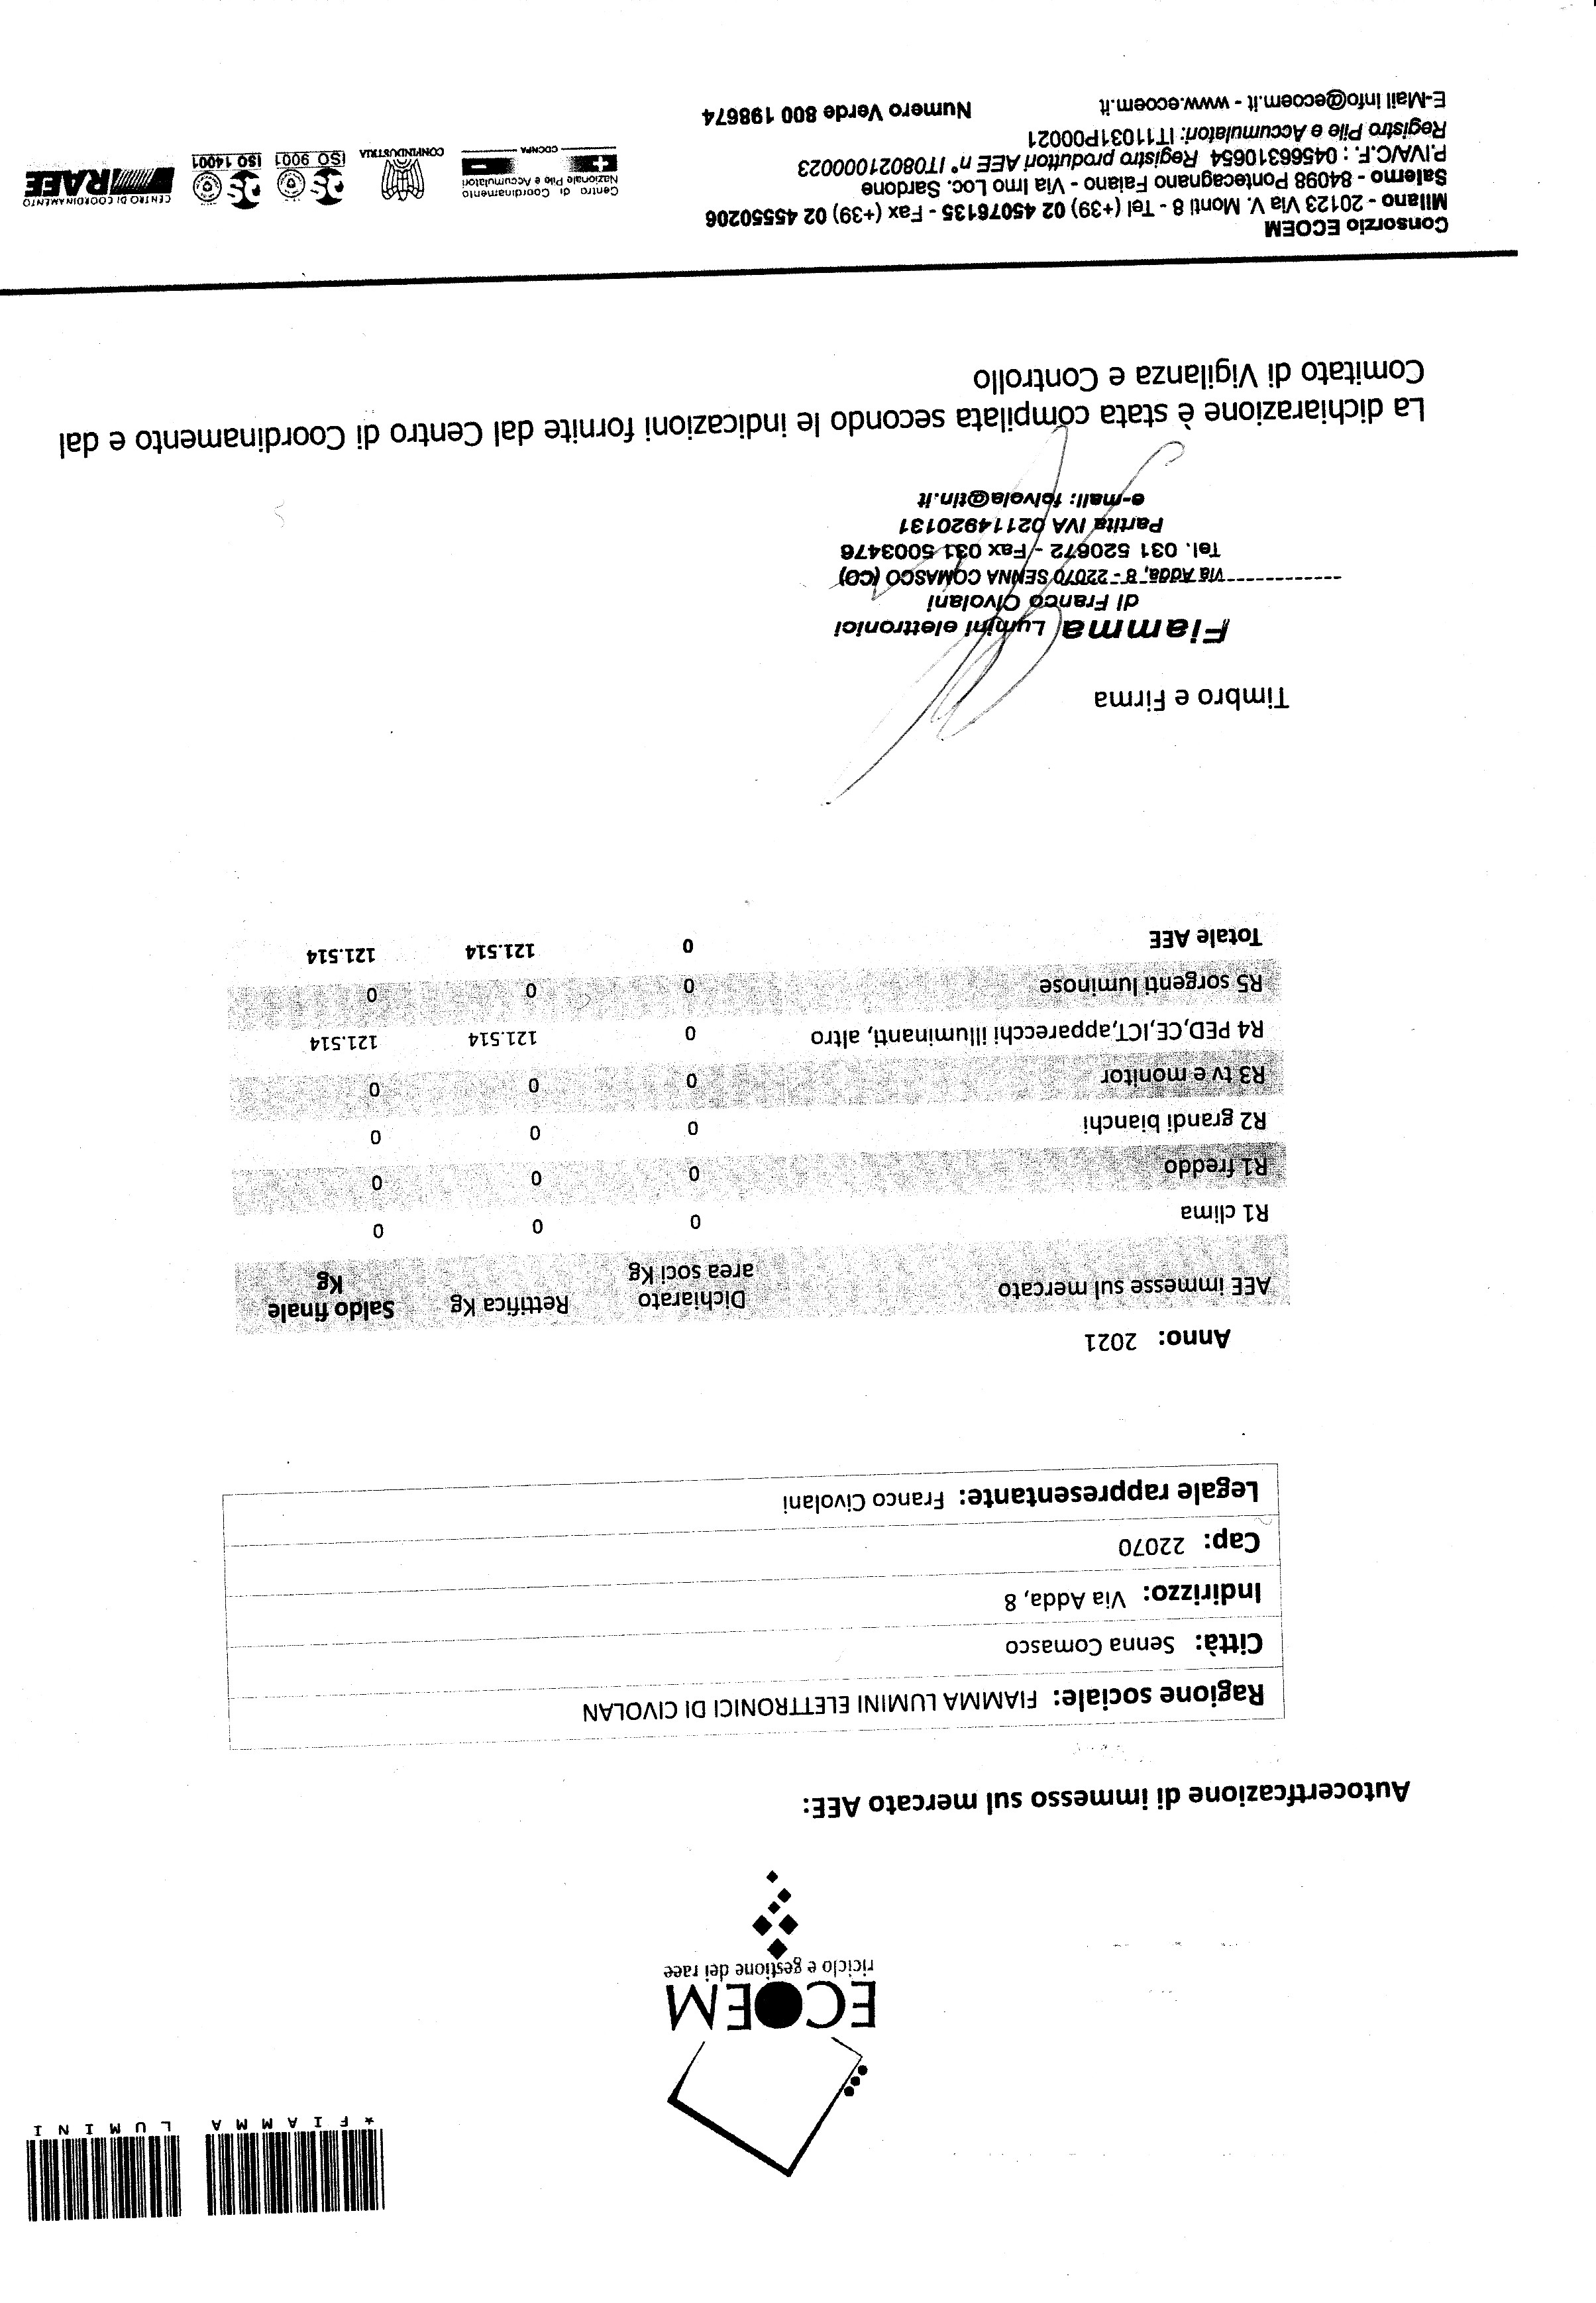 *FIAMMA LUMINI
ECOEM
riciclo e gestione dei raee
Autocertfcazione di immesso sul mercato AEE:
Ragione sociale: FIAMMA LUMINI ELETTRONICI DI CIVOLAN
Città: Senna Comasco
Indirizzo: Via Adda, 8
Cap: 22070
Legale rappresentante: Franco Civolani
Anno: 2021
AEE immesse sul mercato Dichiarato area soci Kg Rettifica Kg Saldo finale Kg
R1 clima 0 0 0
R1 freddo 0 0 0
R2 grandi bianchi 0 0 0
R3 tv e monitor 0 0 0
R4 PED,CE,ICT,apparecchi illuminanti, altro 0 121.514 121.514
R5 sorgenti luminose 0 0 0
Totale AEE 0 121.514 121.514
Timbro e Firma
Fiamma Lumini elettronici
di Franco Civolani
Via Adda, 8 - 22070 SENNA COMASCO (CO)
Tel. 031 520672 - Fax 031 5003476
Partita IVA 02114920131
e-mail: folvela@tin.it
La dichiarazione è stata compilata secondo le indicazioni fornite dal Centro di Coordinamento e dal
Comitato di Vigilanza e Controllo
Consorzio ECOEM
Milano - 20123 Via V. Monti 8 - Tel (+39) 02 45076135 - Fax (+39) 02 45550206
Salerno - 84098 Pontecagnano Faiano - Via Irno Loc. Sardone
P.IVA/C.F. : 04566310654 Registro produttori AEE n° IT08021000023
Registro Pile e Accumulatori: IT11031P00021
E-Mail info@ecoem.it - www.ecoem.it Numero Verde 800 198674
Centro di Coordinamento
Nazionale Pile e Accumulatori
CDCNPA
CONFINDUSTRIA
ISO 9001
ISO 14001
CENTRO DI COORDINAMENTO
RAEE